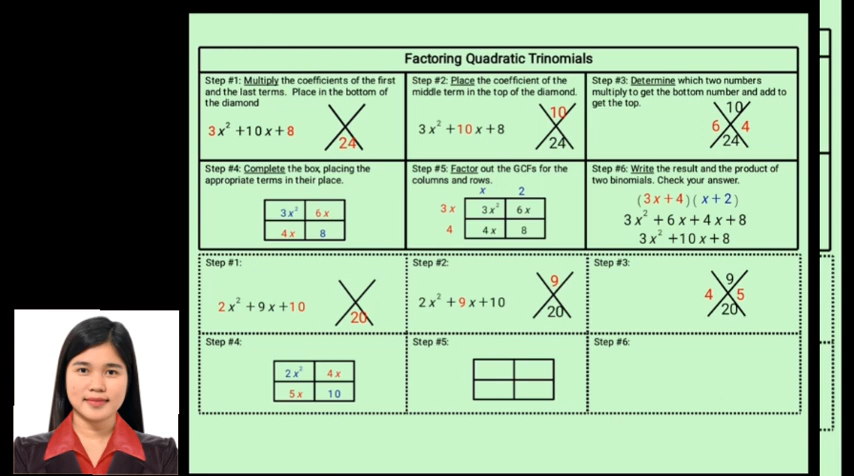 Factoring Quadratic Trinomials
Step #1: Multiply the coefficients of the first
and the last terms. Place in the bottom of
the diamond
3x² +10x+8
24
Step #2: Place the coefficient of the
middle term in the top of the diamond.
3x² +10x+8
10
24
Step #3: Determine which two numbers
multiply to get the bottom number and add to
get the top.
10
6 4
24
Step #4: Complete the box, placing the
appropriate terms in their place.
3x² 6x
4x 8
Step #5: Factor out the GCFs for the
columns and rows.
x 2
3x 3x² 6x
4 4x 8
Step #6: Write the result and the product of
two binomials. Check your answer.
(3x+4)(x+2)
3x² +6x+4x+8
3x² +10x+8
Step #1:
2x² +9x+10
20
Step #2:
2x² +9x+10
9
20
Step #3:
9
4 5
20
Step #4:
2x² 4x
5x 10
Step #5:
Step #6: